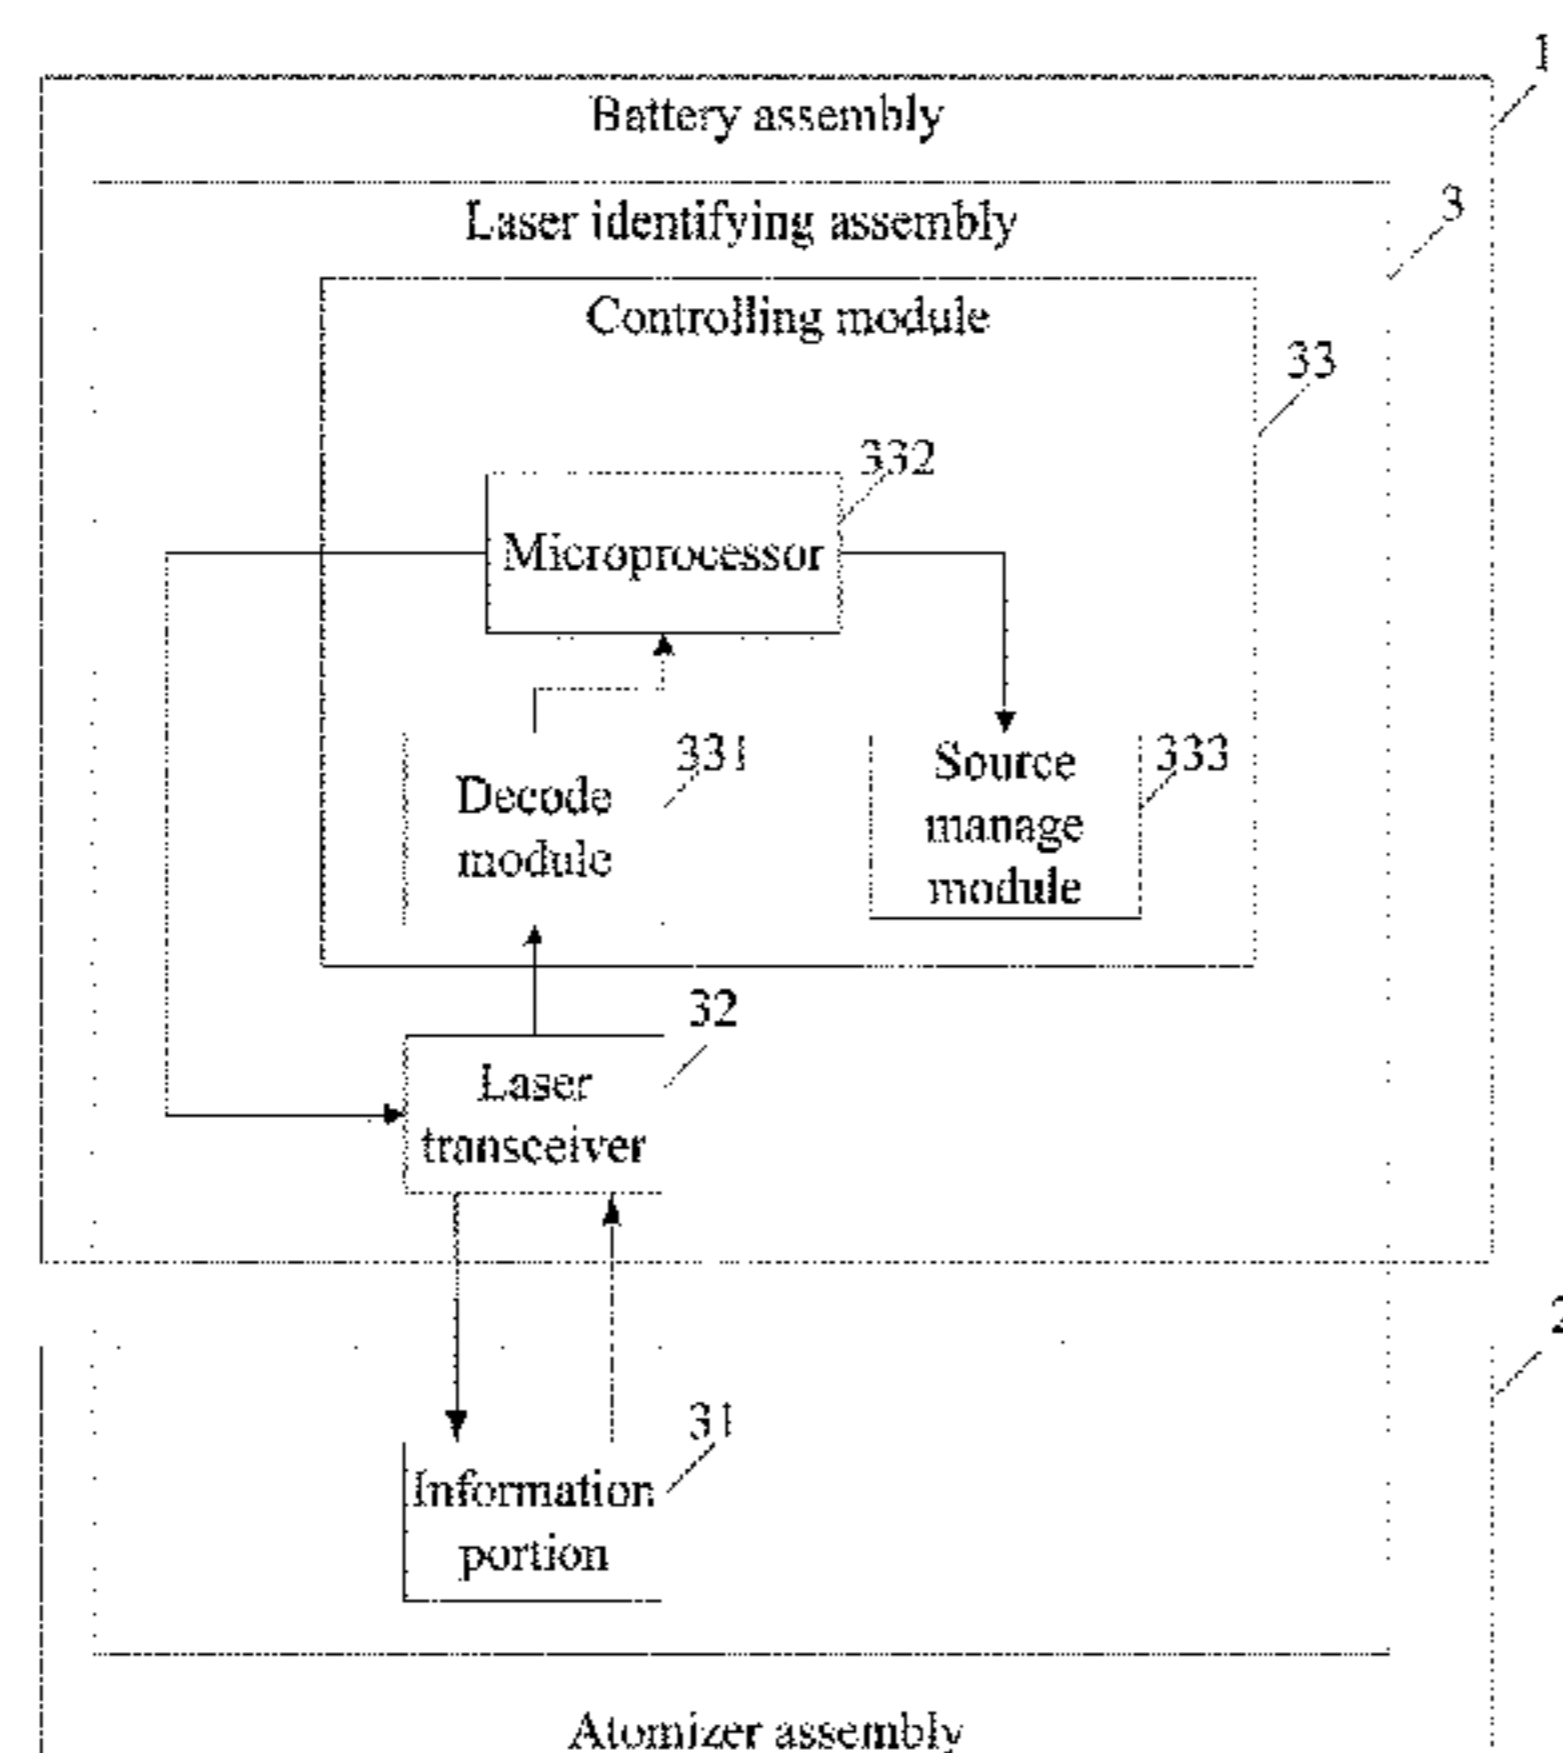 1
Battery assembly
3
Laser identifying assembly
Controlling module
33
332
Microprocessor
331
Decode
module
333
Source
manage
module
32
Laser
transceiver
2
31
Information
portion
Atomizer assembly